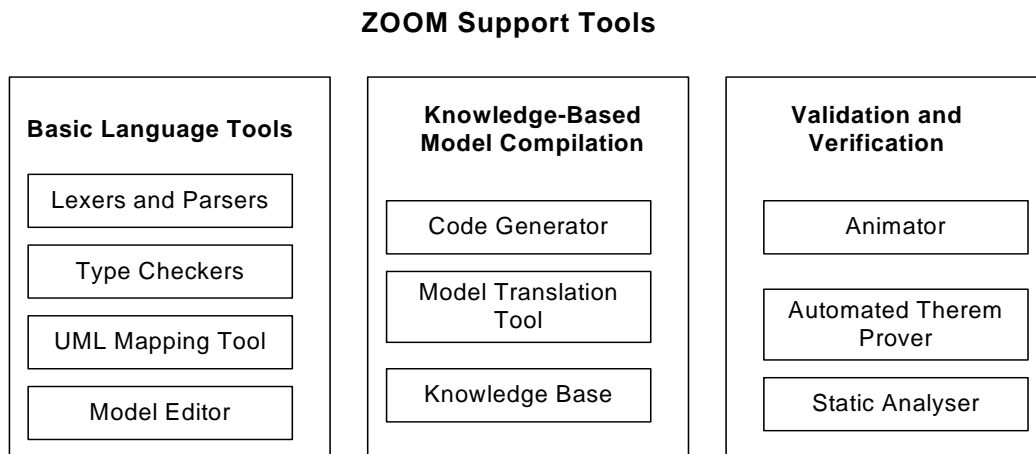 ZOOM Support Tools
Basic Language Tools
Lexers and Parsers
Type Checkers
UML Mapping Tool
Model Editor
Knowledge-Based
Model Compilation
Code Generator
Model Translation
Tool
Knowledge Base
Validation and
Verification
Animator
Automated Therem
Prover
Static Analyser